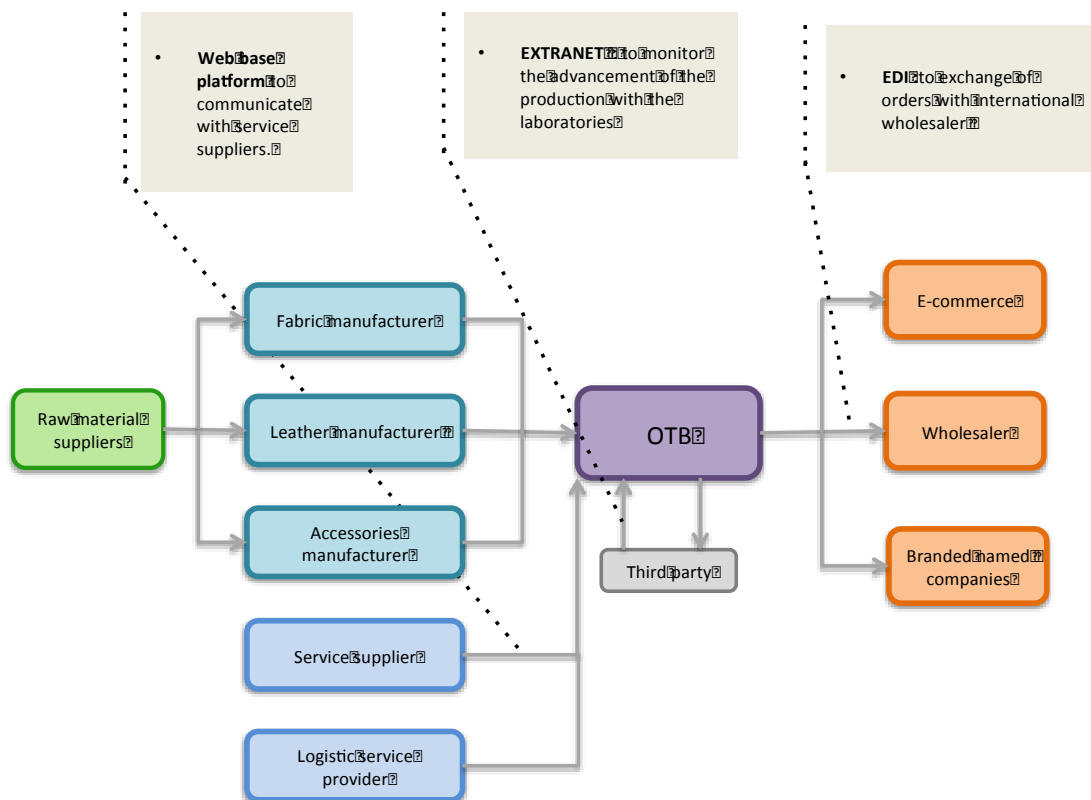 • Web base
platform to
communicate
with service
suppliers.
• EXTRANET to monitor
the advancement of the
production with the
laboratories
• EDI to exchange of
orders with international
wholesaler
Fabric manufacturer
E-commerce
Raw material
suppliers
Leather manufacturer
OTB
Wholesaler
Accessories
manufacturer
Third party
Branded named
companies
Service supplier
Logistic service
provider